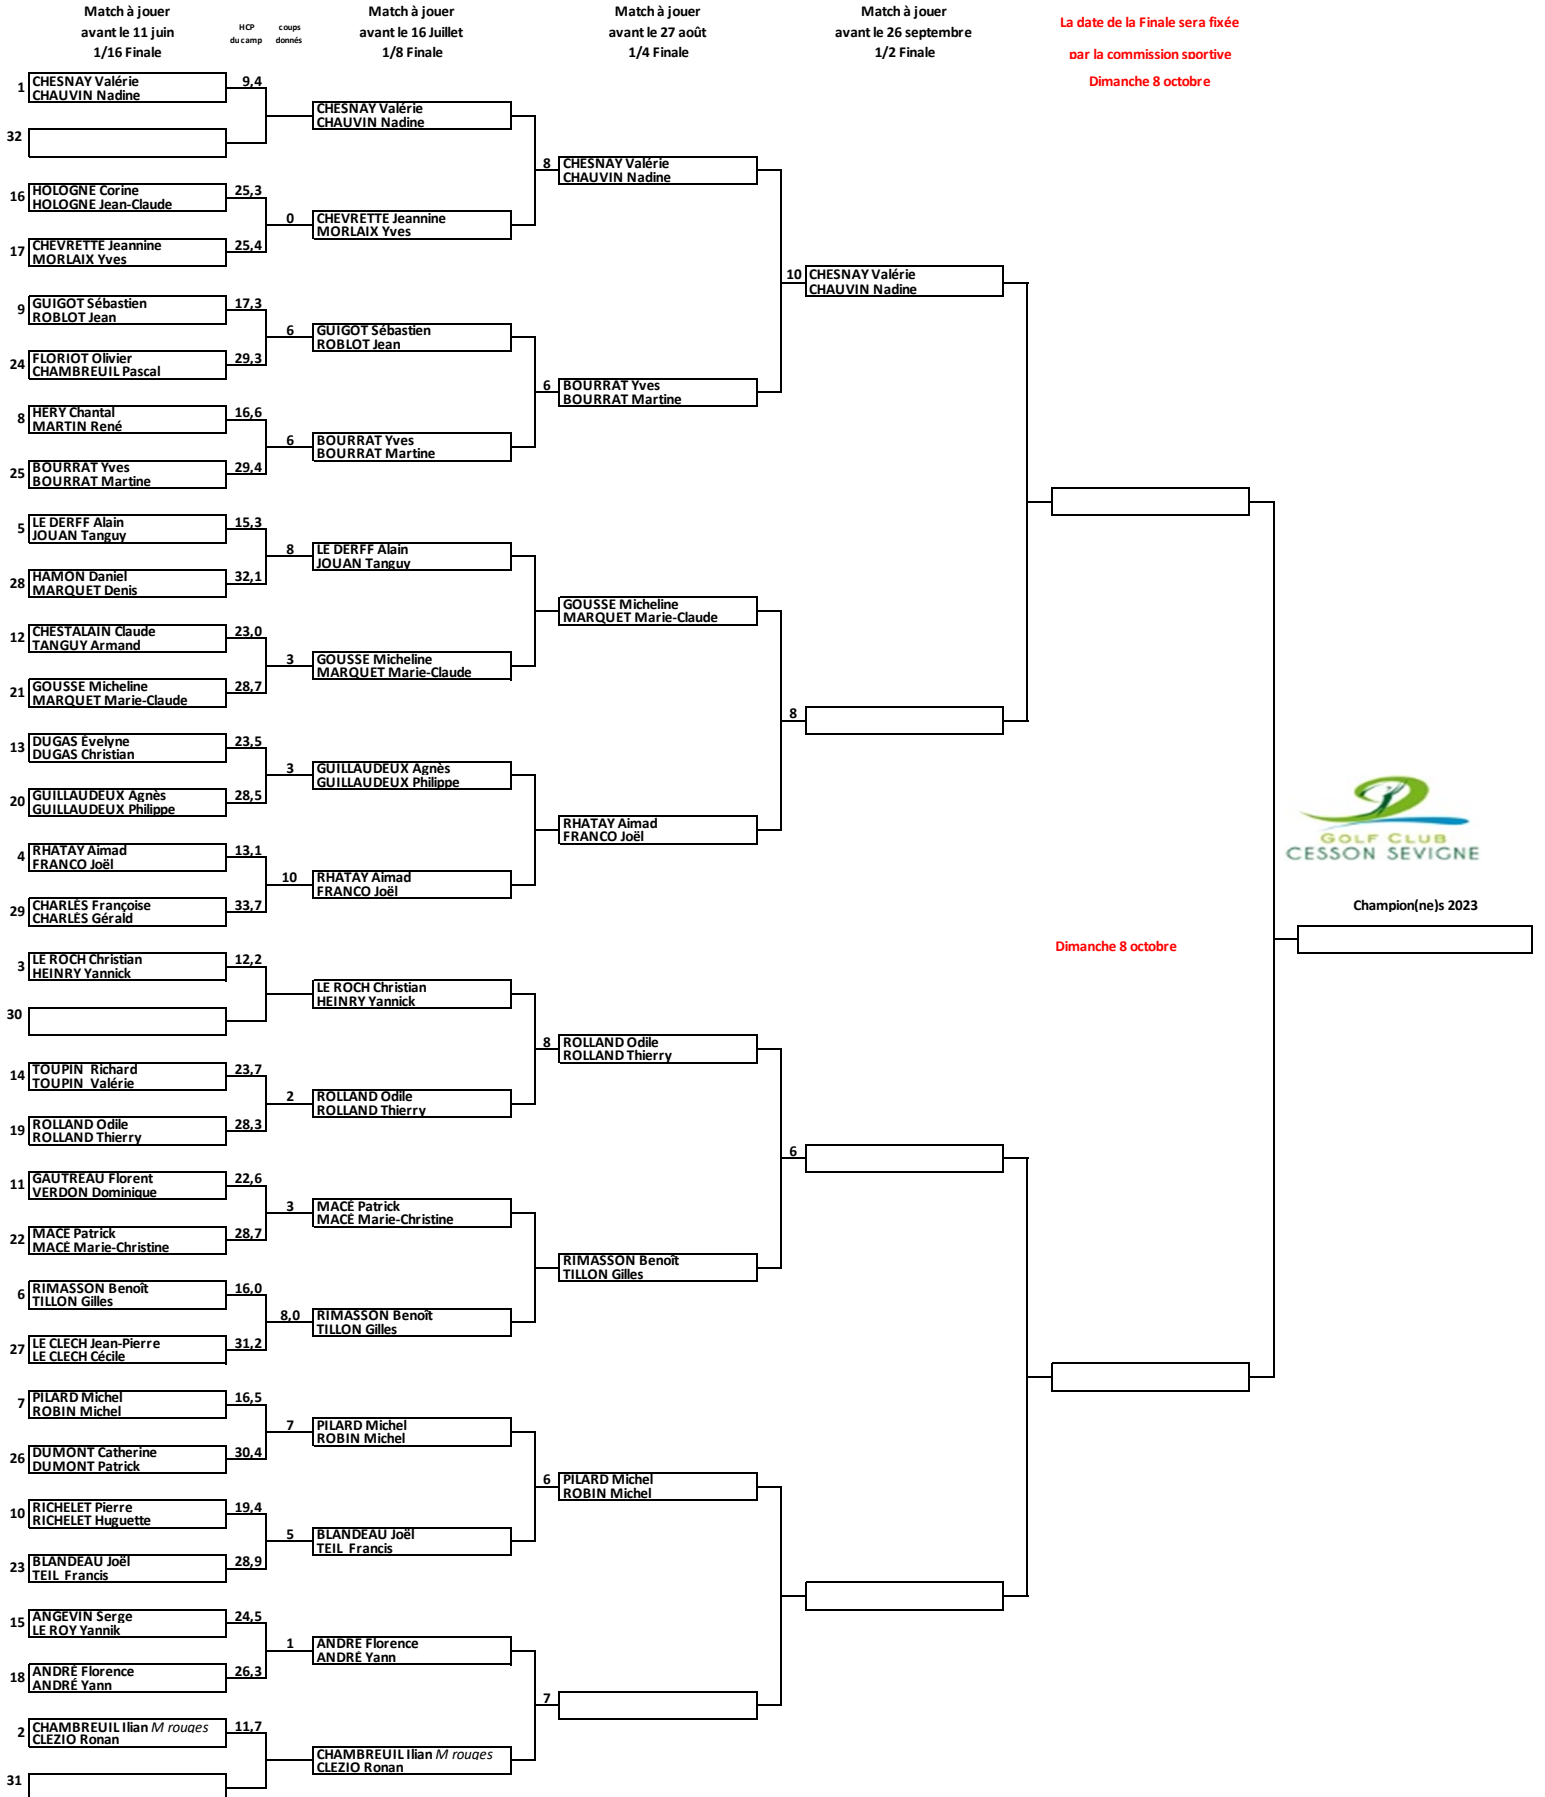 Match à jouer
avant le 11 juin
1/16 Finale
HCP
du camp
coups
donnés
Match à jouer
avant le 16 Juillet
1/8 Finale
Match à jouer
avant le 27 août
1/4 Finale
Match à jouer
avant le 26 septembre
1/2 Finale
La date de la Finale sera fixée
par la commission sportive
Dimanche 8 octobre
1
CHESNAY Valérie
CHAUVIN Nadine
9,4
32
16
HOLOGNE Corine
HOLOGNE Jean-Claude
25,3
17
CHEVRETTE Jeannine
MORLAIX Yves
25,4
9
GUIGOT Sébastien
ROBLOT Jean
17,3
24
FLORIOT Olivier
CHAMBREUIL Pascal
29,3
8
HERY Chantal
MARTIN René
16,6
25
BOURRAT Yves
BOURRAT Martine
29,4
5
LE DERFF Alain
JOUAN Tanguy
15,3
28
HAMON Daniel
MARQUET Denis
32,1
12
CHESTALAIN Claude
TANGUY Armand
23,0
21
GOUSSE Micheline
MARQUET Marie-Claude
28,7
13
DUGAS Évelyne
DUGAS Christian
23,5
20
GUILLAUDEUX Agnès
GUILLAUDEUX Philippe
28,5
4
RHATAY Aimad
FRANCO Joël
13,1
29
CHARLES Françoise
CHARLES Gérald
33,7
3
LE ROCH Christian
HEINRY Yannick
12,2
30
14
TOUPIN Richard
TOUPIN Valérie
23,7
19
ROLLAND Odile
ROLLAND Thierry
28,3
11
GAUTREAU Florent
VERDON Dominique
22,6
22
MACÉ Patrick
MACÉ Marie-Christine
28,7
6
RIMASSON Benoît
TILLON Gilles
16,0
27
LE CLECH Jean-Pierre
LE CLECH Cécile
31,2
7
PILARD Michel
ROBIN Michel
16,5
26
DUMONT Catherine
DUMONT Patrick
30,4
10
RICHELET Pierre
RICHELET Huguette
19,4
23
BLANDEAU Joël
TEIL Francis
28,9
15
ANGEVIN Serge
LE ROY Yannik
24,5
18
ANDRÉ Florence
ANDRÉ Yann
26,3
2
CHAMBREUIL Ilian M rouges
CLEZIO Ronan
11,7
31
CHESNAY Valérie
CHAUVIN Nadine
0
CHEVRETTE Jeannine
MORLAIX Yves
6
GUIGOT Sébastien
ROBLOT Jean
6
BOURRAT Yves
BOURRAT Martine
8
LE DERFF Alain
JOUAN Tanguy
3
GOUSSE Micheline
MARQUET Marie-Claude
3
GUILLAUDEUX Agnès
GUILLAUDEUX Philippe
10
RHATAY Aimad
FRANCO Joël
LE ROCH Christian
HEINRY Yannick
2
ROLLAND Odile
ROLLAND Thierry
3
MACÉ Patrick
MACÉ Marie-Christine
8,0
RIMASSON Benoît
TILLON Gilles
7
PILARD Michel
ROBIN Michel
5
BLANDEAU Joël
TEIL Francis
1
ANDRÉ Florence
ANDRÉ Yann
CHAMBREUIL Ilian M rouges
CLEZIO Ronan
8
CHESNAY Valérie
CHAUVIN Nadine
6
BOURRAT Yves
BOURRAT Martine
GOUSSE Micheline
MARQUET Marie-Claude
RHATAY Aimad
FRANCO Joël
8
ROLLAND Odile
ROLLAND Thierry
RIMASSON Benoît
TILLON Gilles
6
PILARD Michel
ROBIN Michel
7
10
CHESNAY Valérie
CHAUVIN Nadine
8
6
Dimanche 8 octobre
GOLF CLUB
CESSON SEVIGNE
Champion(ne)s 2023